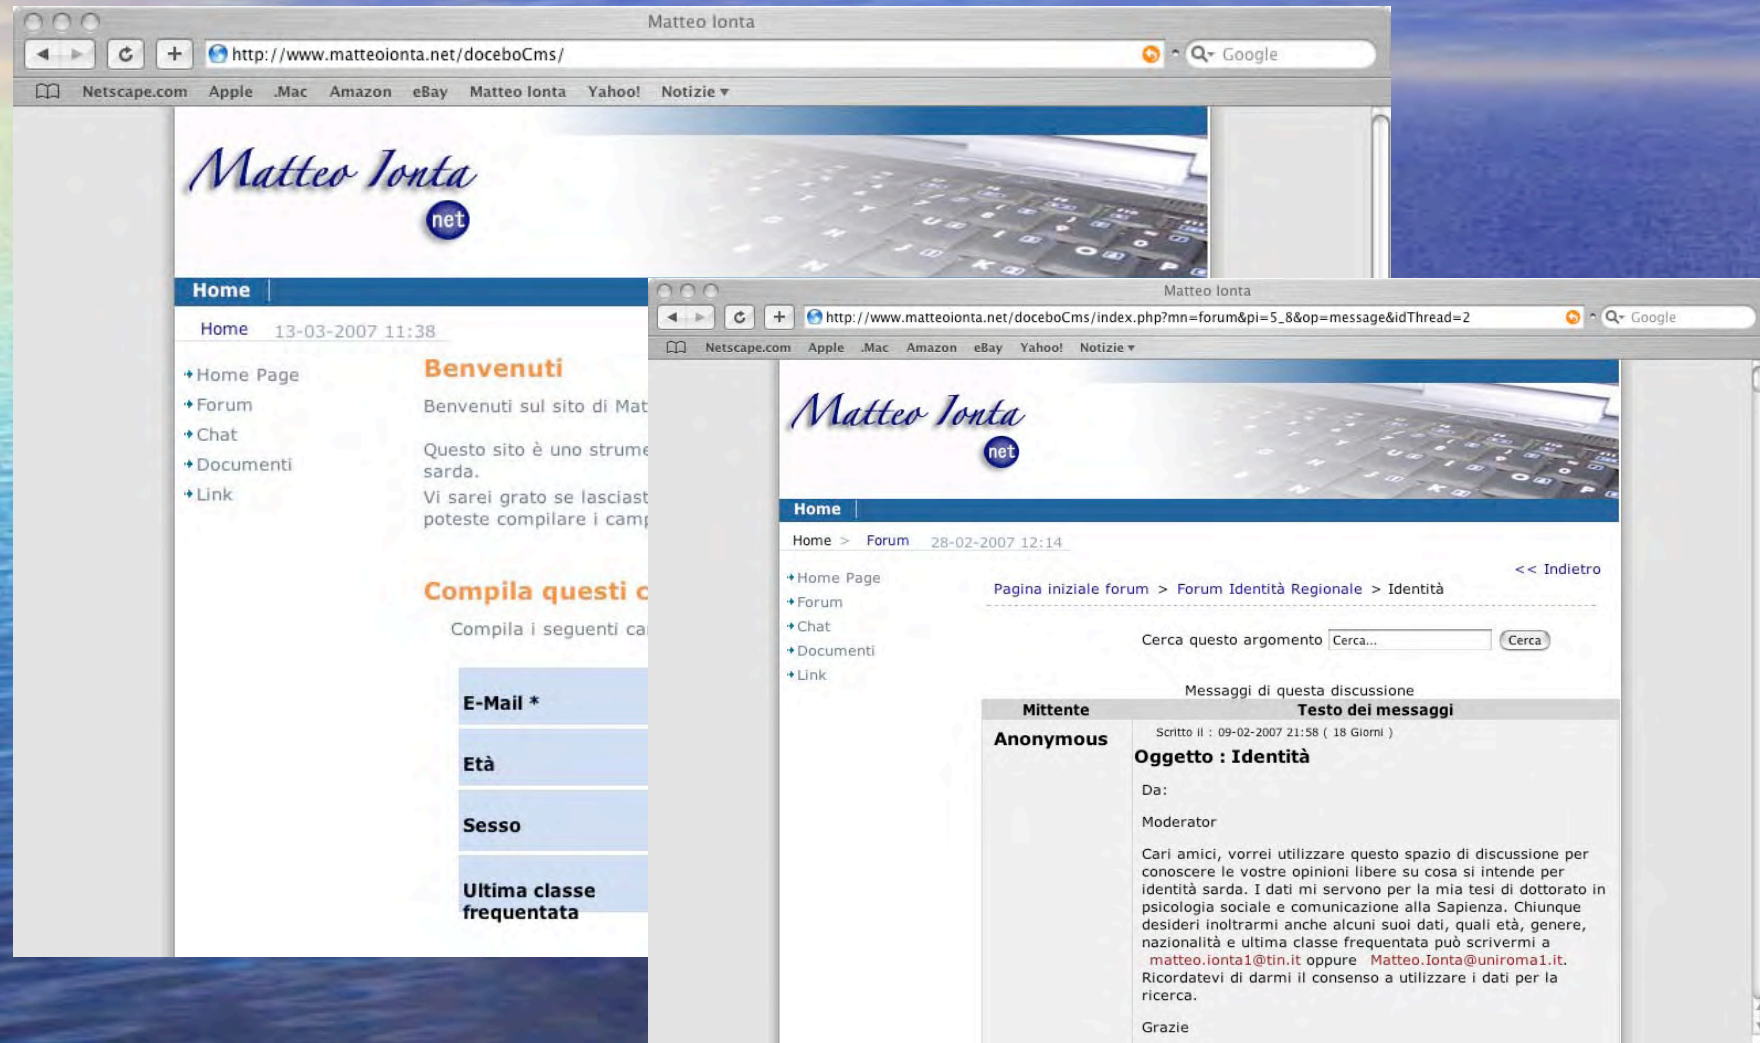 Matteo Ionta
http://www.matteoionta.net/doceboCms/
Google
Netscape.com Apple .Mac Amazon eBay Matteo Ionta Yahoo! Notizie
Matteo Ionta
net
Home
Home 13-03-2007 11:38
Home Page
Forum
Chat
Documenti
Link
Benvenuti
Benvenuti sul sito di Mat
Questo sito è uno strume
sarda.
Vi sarei grato se lasciast
poteste compilare i camp
Compila questi c
Compila i seguenti ca
E-Mail *
Età
Sesso
Ultima classe
frequentata
Matteo Ionta
http://www.matteoionta.net/doceboCms/index.php?mn=forum&pi=5_8&op=message&idThread=2
Google
Netscape.com Apple .Mac Amazon eBay Yahoo! Notizie
Matteo Ionta
net
Home
Home > Forum 28-02-2007 12:14
Home Page
Forum
Chat
Documenti
Link
<< Indietro
Pagina iniziale forum > Forum Identità Regionale > Identità
Cerca questo argomento Cerca... Cerca
Messaggi di questa discussione
Mittente Testo dei messaggi
Anonymous Scritto il : 09-02-2007 21:58 ( 18 Giorni )
Oggetto : Identità
Da:
Moderator
Cari amici, vorrei utilizzare questo spazio di discussione per
conoscere le vostre opinioni libere su cosa si intende per
identità sarda. I dati mi servono per la mia tesi di dottorato in
psicologia sociale e comunicazione alla Sapienza. Chiunque
desideri inoltrarmi anche alcuni suoi dati, quali età, genere,
nazionalità e ultima classe frequentata può scrivermi a
matteo.ionta1@tin.it oppure Matteo.Ionta@uniroma1.it.
Ricordatevi di darmi il consenso a utilizzare i dati per la
ricerca.
Grazie